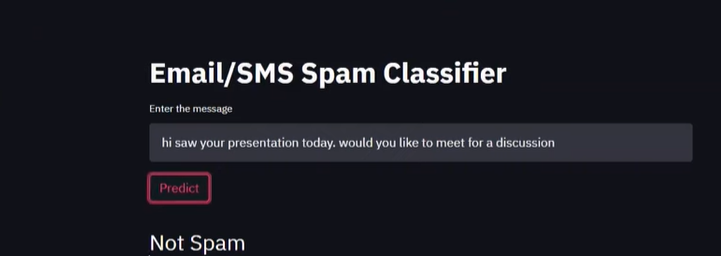 Email/SMS Spam Classifier
Enter the message
hi saw your presentation today. would you like to meet for a discussion
Predict
Not Spam